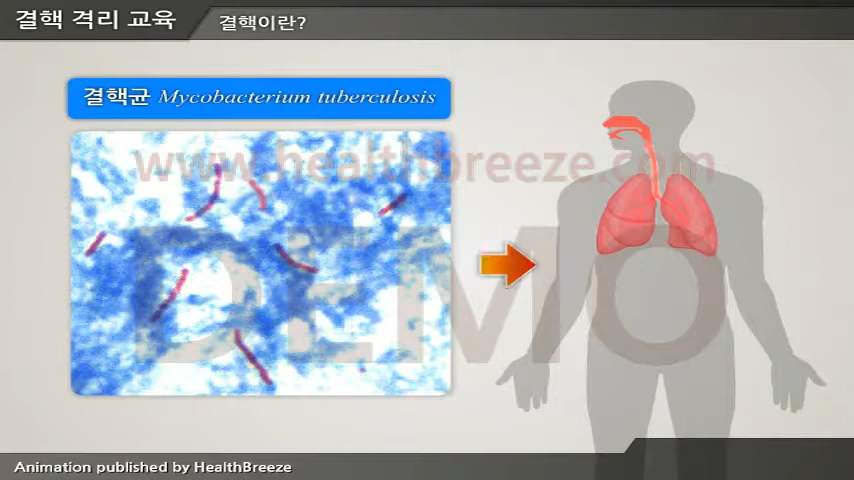 결핵 격리 교육
결핵이란?
결핵균 Mycobacterium tuberculosis
www.healthbreeze.com
DEMO
Animation published by HealthBreeze